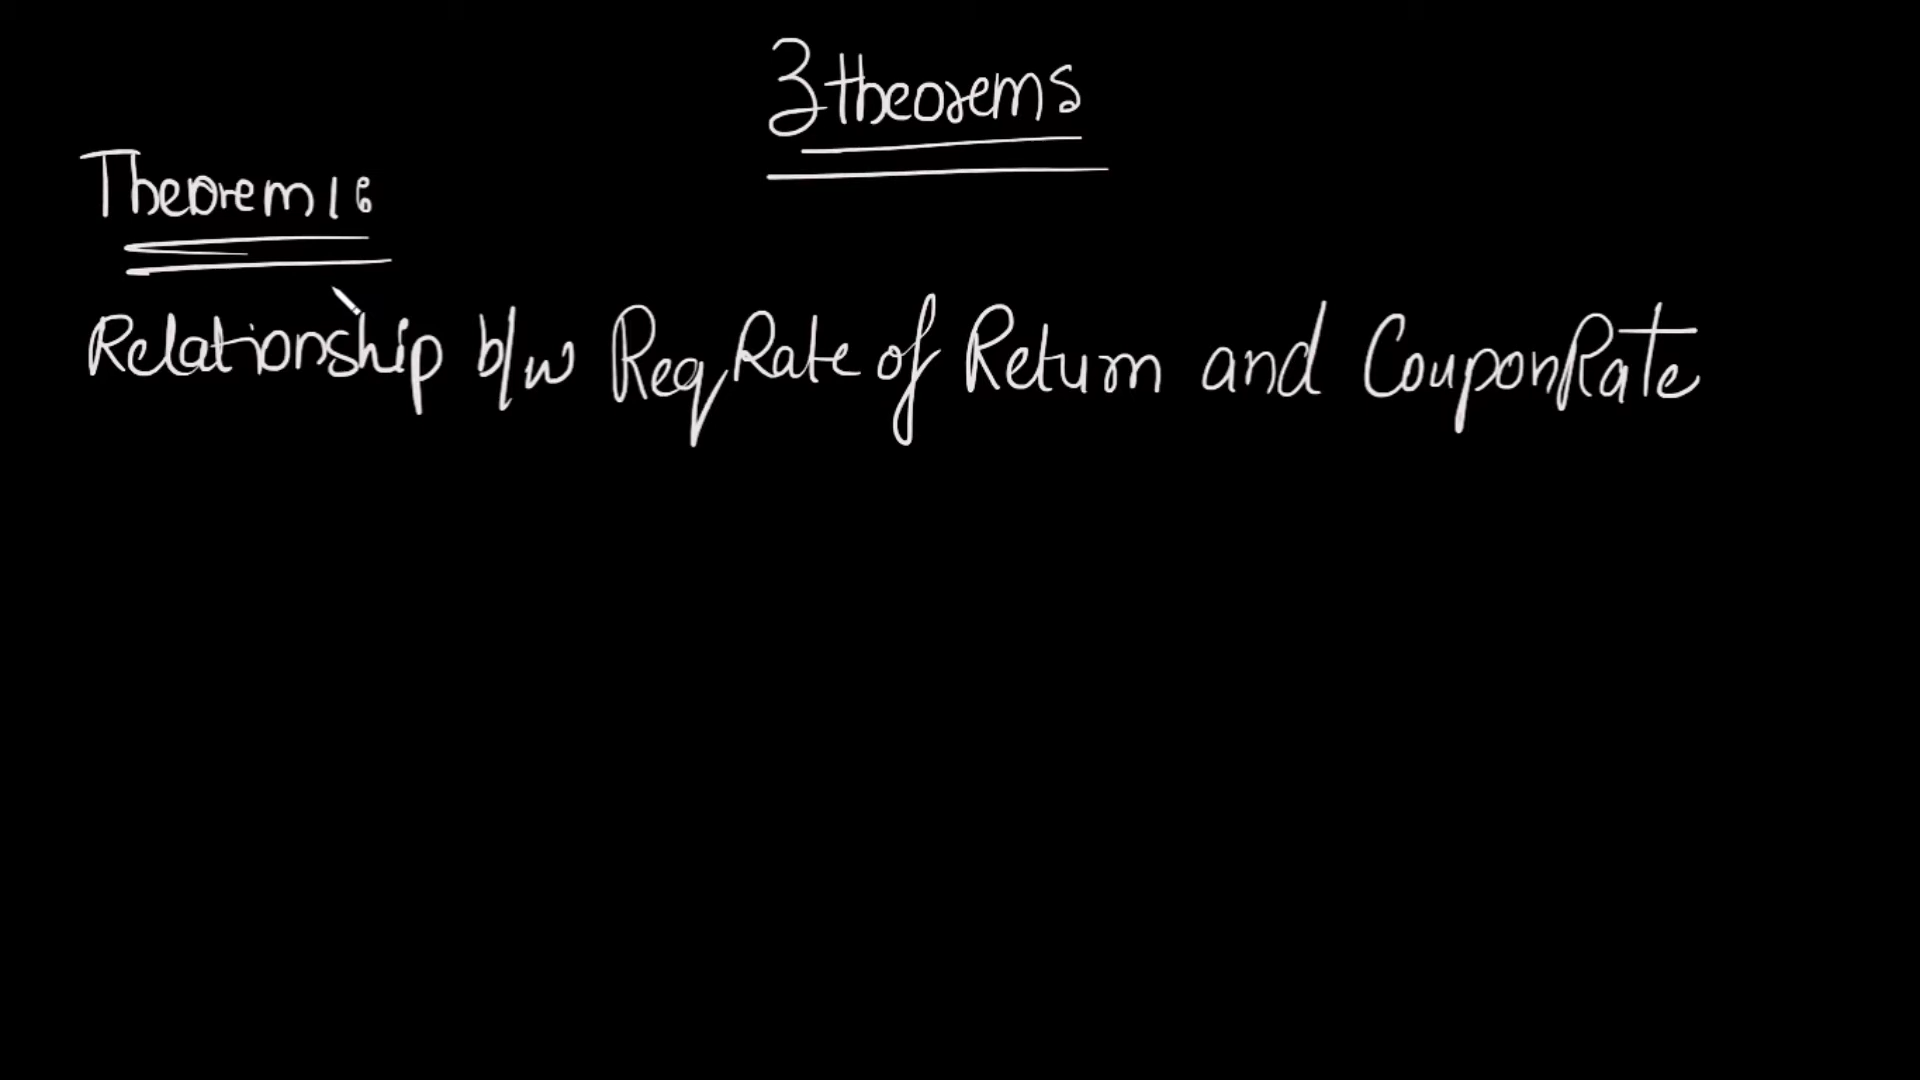 3 theorems
Theorem 1:
Relationship b/w Req Rate of Return and Coupon Rate